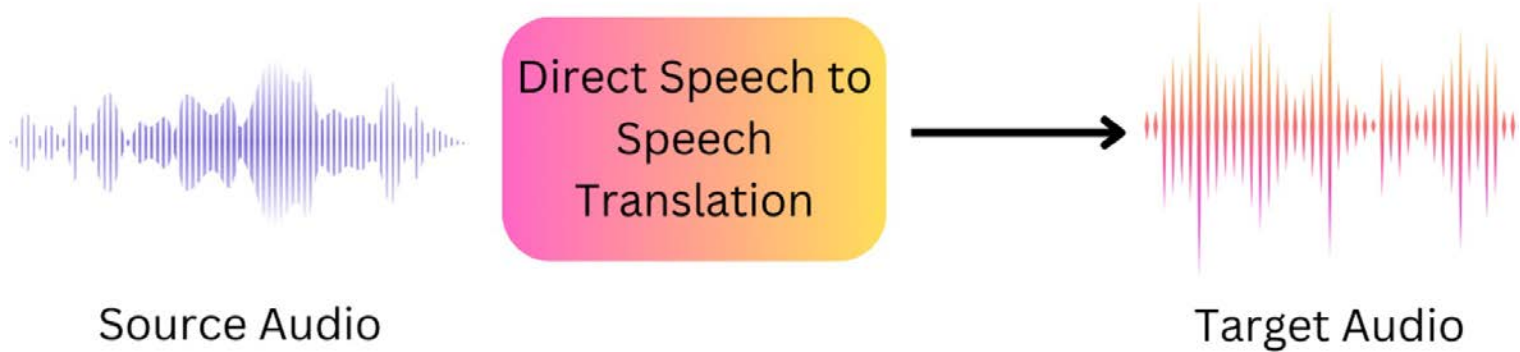 Direct Speech to
Speech
Translation
Source Audio
Target Audio